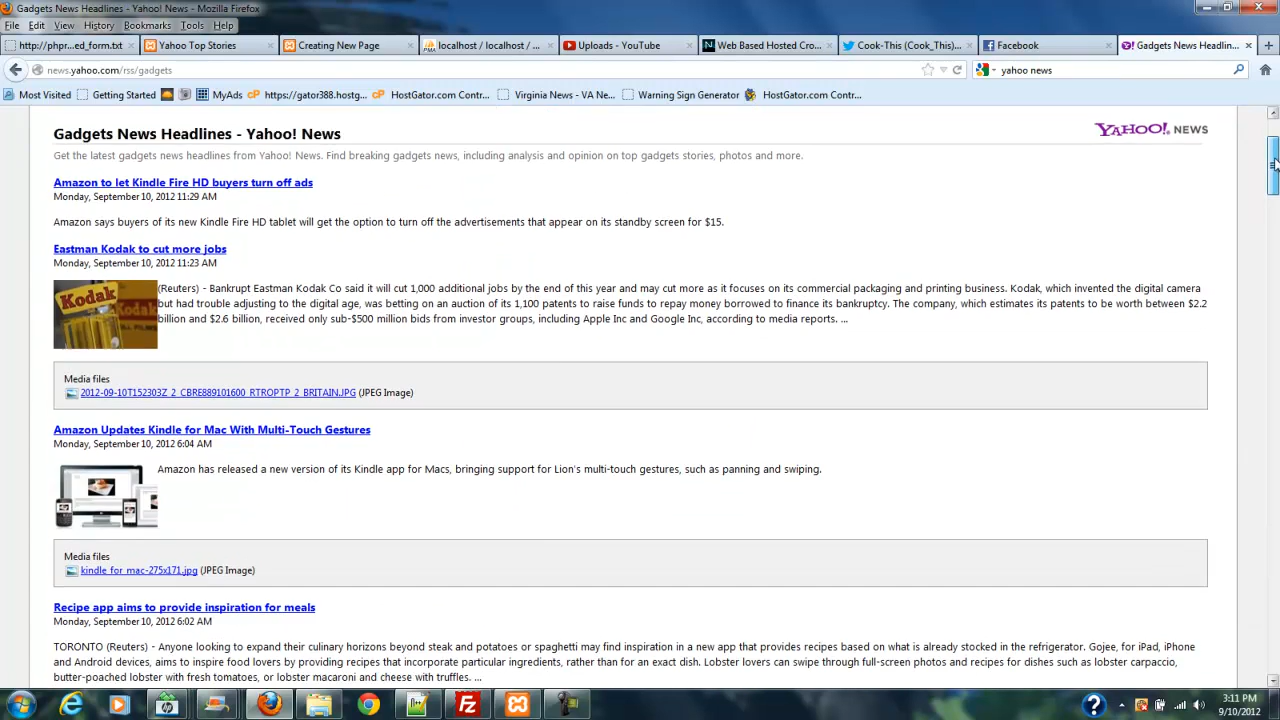 Gadgets News Headlines - Yahoo! News - Mozilla Firefox
File Edit View History Bookmarks Tools Help
http://phpr...ed_form.txt Yahoo Top Stories Creating New Page localhost / localhost / ... Uploads - YouTube Web Based Hosted Cro... Cook-This (Cook_This)... Facebook Gadgets News Headlin...
news.yahoo.com/rss/gadgets yahoo news
Most Visited Getting Started MyAds https://gator388.hostg... HostGator.com Contr... Virginia News - VA Ne... Warning Sign Generator HostGator.com Contr...
Gadgets News Headlines - Yahoo! News YAHOO! NEWS
Get the latest gadgets news headlines from Yahoo! News. Find breaking gadgets news, including analysis and opinion on top gadgets stories, photos and more.
Amazon to let Kindle Fire HD buyers turn off ads
Monday, September 10, 2012 11:29 AM
Amazon says buyers of its new Kindle Fire HD tablet will get the option to turn off the advertisements that appear on its standby screen for $15.
Eastman Kodak to cut more jobs
Monday, September 10, 2012 11:23 AM
Kodak
(Reuters) - Bankrupt Eastman Kodak Co said it will cut 1,000 additional jobs by the end of this year and may cut more as it focuses on its commercial packaging and printing business. Kodak, which invented the digital camera
but had trouble adjusting to the digital age, was betting on an auction of its 1,100 patents to raise funds to repay money borrowed to finance its bankruptcy. The company, which estimates its patents to be worth between $2.2
billion and $2.6 billion, received only sub-$500 million bids from investor groups, including Apple Inc and Google Inc, according to media reports. ...
Media files
2012-09-10T152303Z_2_CBRE889101600_RTROPTP_2_BRITAIN.JPG (JPEG Image)
Amazon Updates Kindle for Mac With Multi-Touch Gestures
Monday, September 10, 2012 6:04 AM
Amazon has released a new version of its Kindle app for Macs, bringing support for Lion's multi-touch gestures, such as panning and swiping.
Media files
kindle_for_mac-275x171.jpg (JPEG Image)
Recipe app aims to provide inspiration for meals
Monday, September 10, 2012 6:02 AM
TORONTO (Reuters) - Anyone looking to expand their culinary horizons beyond steak and potatoes or spaghetti may find inspiration in a new app that provides recipes based on what is already stocked in the refrigerator. Gojee, for iPad, iPhone
and Android devices, aims to inspire food lovers by providing recipes that incorporate particular ingredients, rather than for an exact dish. Lobster lovers can swipe through full-screen photos and recipes for dishes such as lobster carpaccio,
butter-poached lobster with fresh tomatoes, or lobster macaroni and cheese with truffles. ...
3:11 PM
9/10/2012